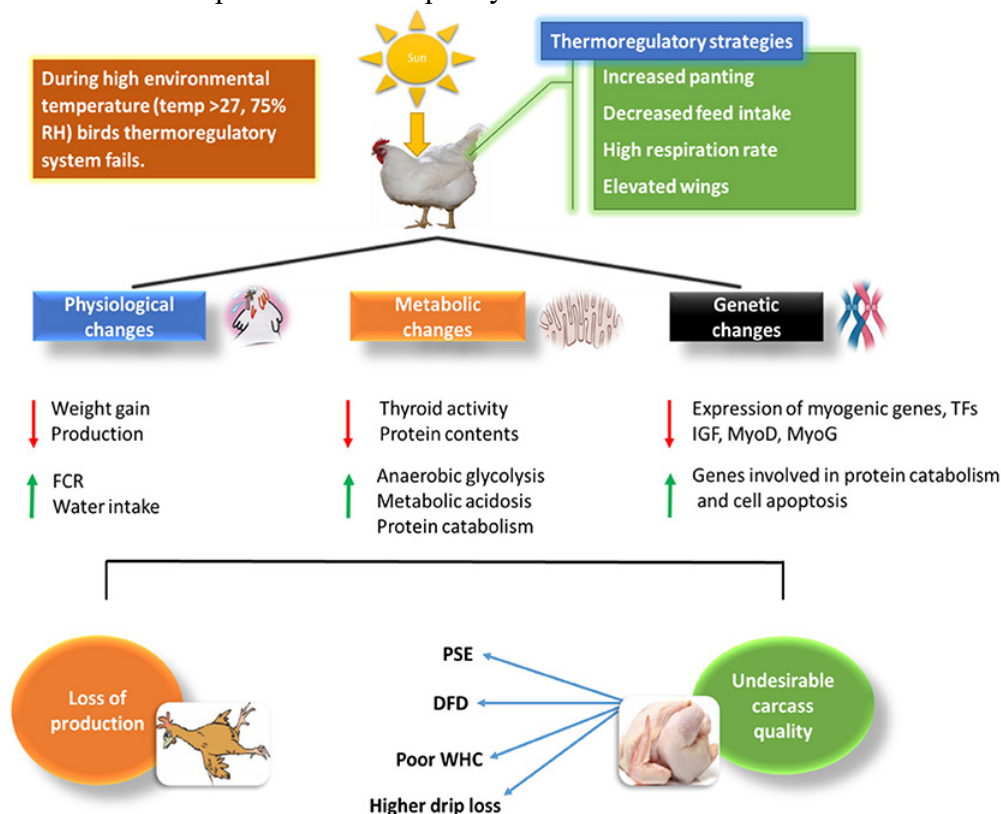 Thermoregulatory strategies
During high environmental
temperature (temp >27, 75%
RH) birds thermoregulatory
system fails.
Sun
Increased panting
Decreased feed intake
High respiration rate
Elevated wings
Physiological
changes
Metabolic
changes
Genetic
changes
Weight gain
Production
FCR
Water intake
Thyroid activity
Protein contents
Anaerobic glycolysis
Metabolic acidosis
Protein catabolism
Expression of myogenic genes, TFs
IGF, MyoD, MyoG
Genes involved in protein catabolism
and cell apoptosis
Loss of
production
PSE
DFD
Poor WHC
Higher drip loss
Undesirable
carcass
quality